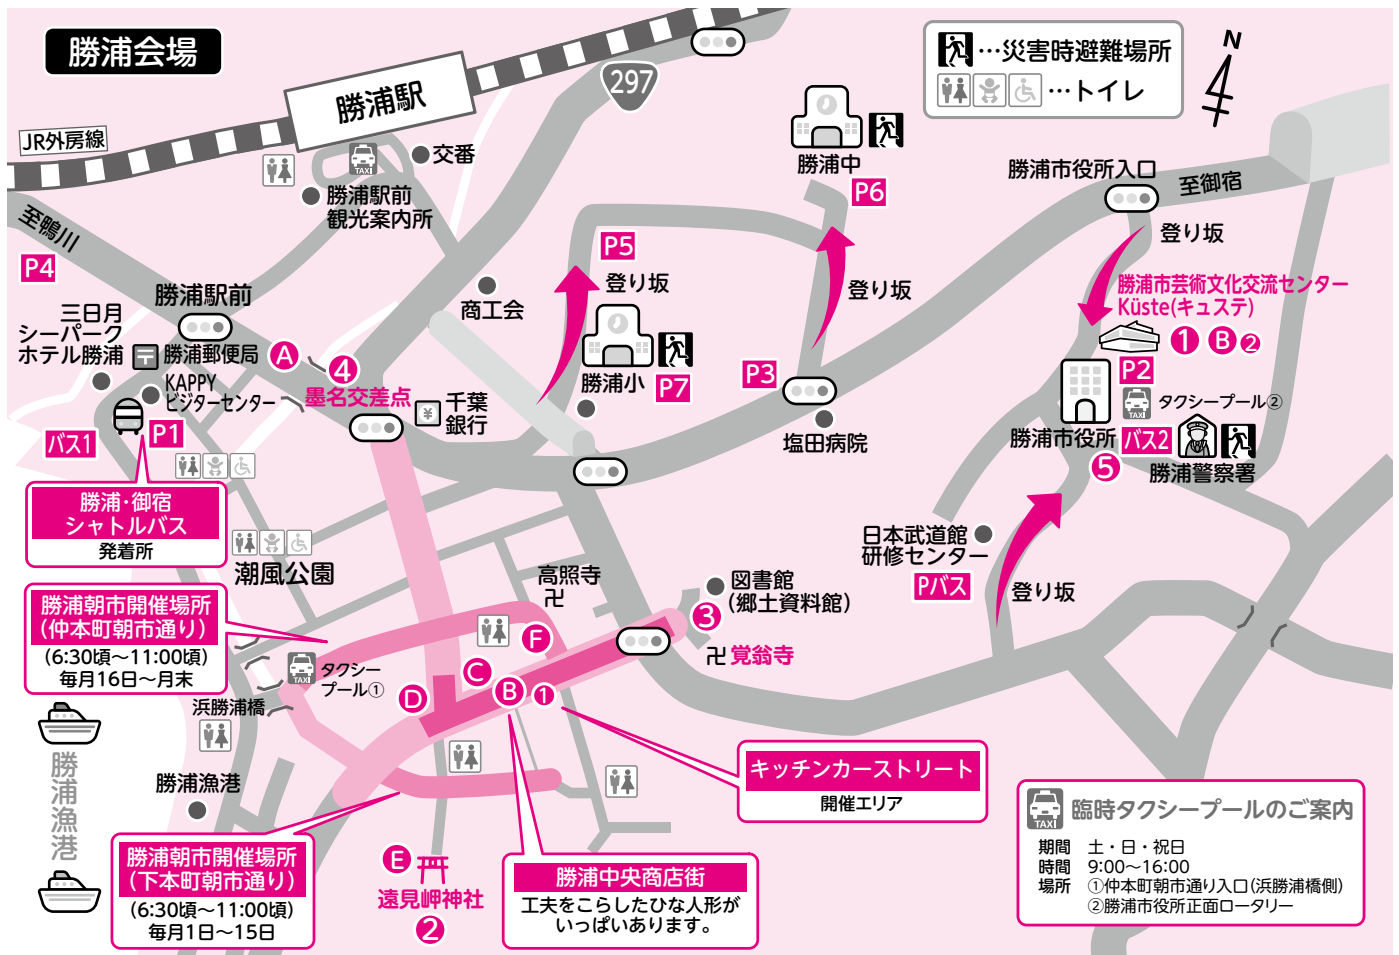 勝浦会場
…災害時避難場所
…トイレ
N
297
勝浦駅
JR外房線
交番
TAXI
勝浦駅前
観光案内所
至鴨川
P4
勝浦中
P6
勝浦市役所入口
至御宿
登り坂
P5
登り坂
登り坂
勝浦市芸術文化交流センター
Küste(キュステ)
1 B 2
商工会
勝浦駅前
三日月
シーパーク
ホテル勝浦
〒
勝浦郵便局
A
4
墨名交差点
KAPPY
ビジターセンター
¥
千葉
銀行
勝浦小
P7
P3
塩田病院
P2
TAXI
タクシープール②
勝浦市役所
バス2
5
勝浦警察署
バス1
P1
勝浦・御宿
シャトルバス
発着所
潮風公園
日本武道館
研修センター
Pバス
登り坂
高照寺
卍
図書館
(郷土資料館)
3
卍 覚翁寺
勝浦朝市開催場所
(仲本町朝市通り)
(6:30頃～11:00頃)
毎月16日～月末
TAXI
タクシー
プール①
浜勝浦橋
F
C
D
B
1
勝浦漁港
勝浦漁港
キッチンカーストリート
開催エリア
勝浦朝市開催場所
(下本町朝市通り)
(6:30頃～11:00頃)
毎月1日～15日
E
遠見岬神社
2
勝浦中央商店街
工夫をこらしたひな人形が
いっぱいあります。
TAXI
臨時タクシープールのご案内
期間 土・日・祝日
時間 9:00～16:00
場所 ①仲本町朝市通り入口(浜勝浦橋側)
②勝浦市役所正面ロータリー